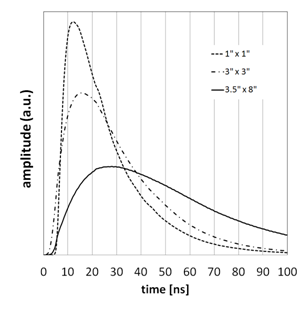 amplitude (a.u.)
1" x 1"
3" x 3"
3.5" x 8"
0 10 20 30 40 50 60 70 80 90 100
time [ns]